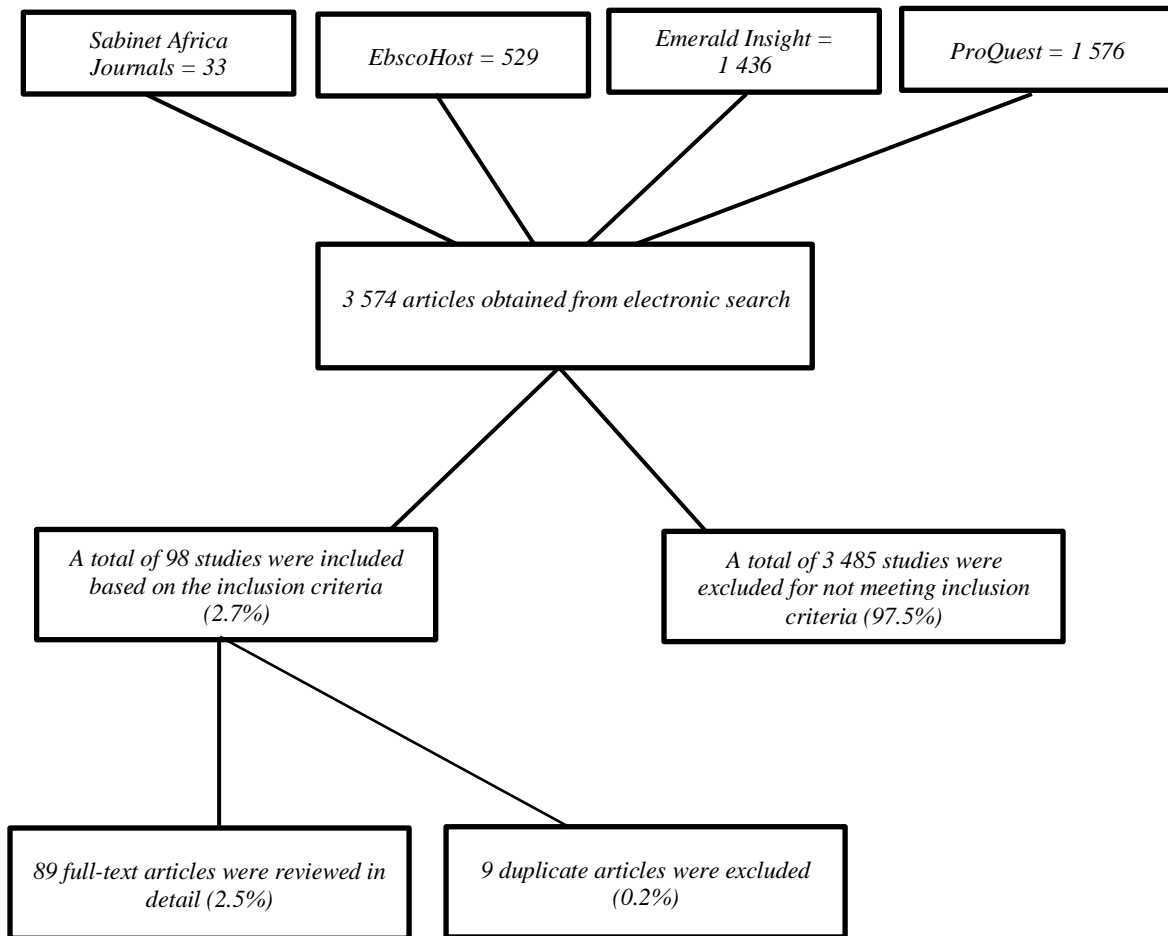 Sabinet Africa
Journals = 33
EbscoHost = 529
Emerald Insight =
1 436
ProQuest = 1 576
3 574 articles obtained from electronic search
A total of 98 studies were included
based on the inclusion criteria
(2.7%)
A total of 3 485 studies were
excluded for not meeting inclusion
criteria (97.5%)
89 full-text articles were reviewed in
detail (2.5%)
9 duplicate articles were excluded
(0.2%)